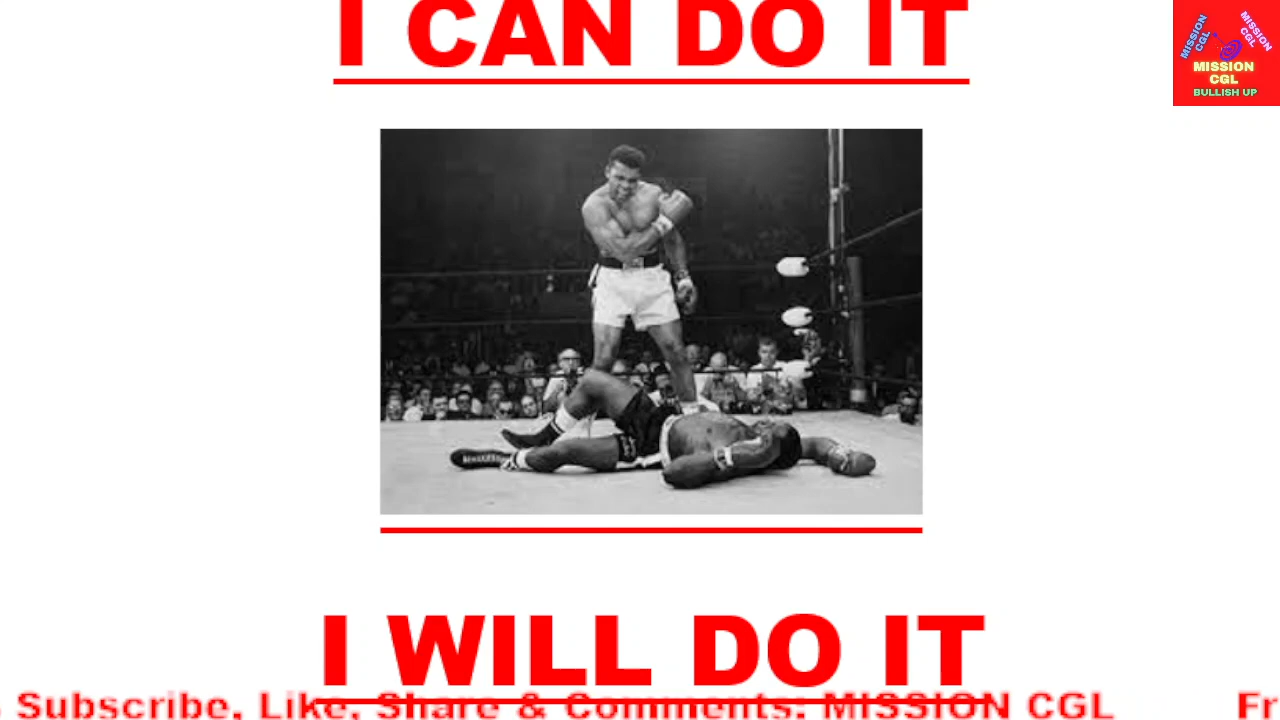 I CAN DO IT
MISSION CGL
MISSION CGL
MISSION
CGL
BULLISH UP
I WILL DO IT
Subscribe, Like, Share & Comments: MISSION CGL